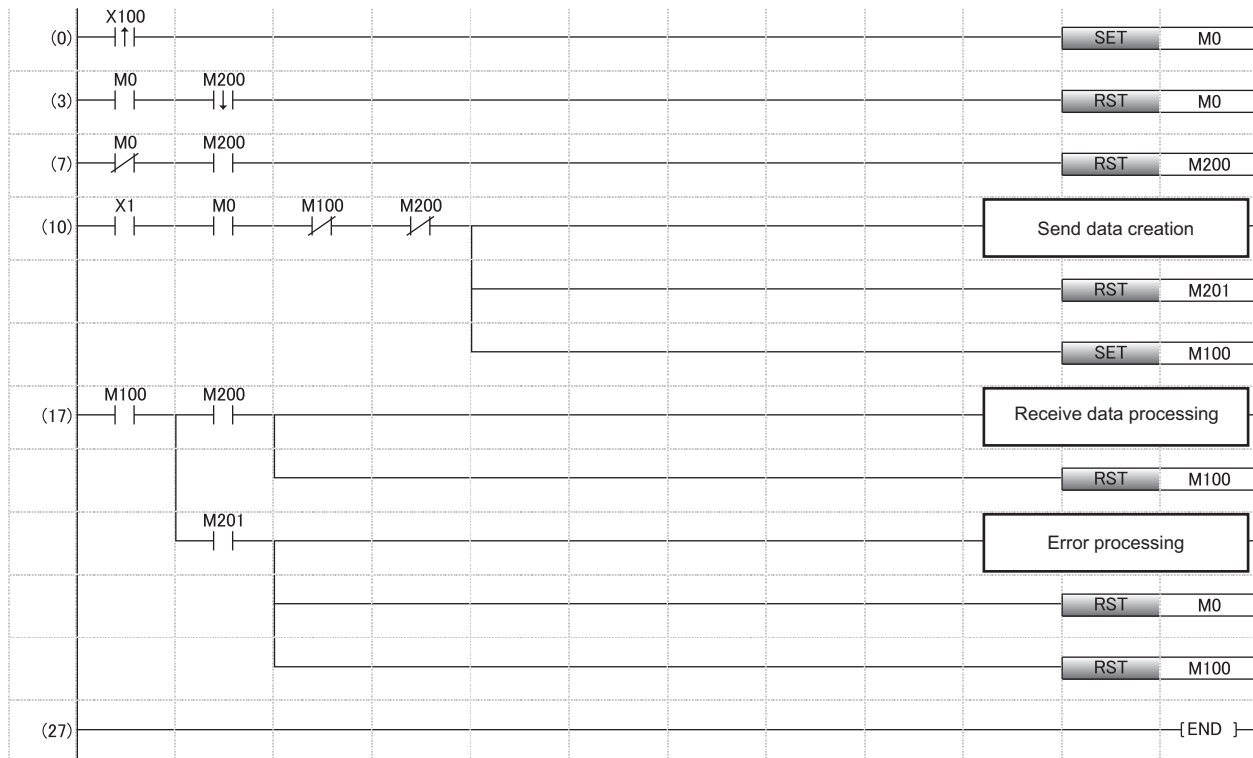 X100
(0) SET M0
M0 M200
(3) RST M0
M0 M200
(7) RST M200
X1 M0 M100 M200
(10) Send data creation
RST M201
SET M100
M100 M200
(17) Receive data processing
RST M100
M201
Error processing
RST M0
RST M100
(27) [END ]